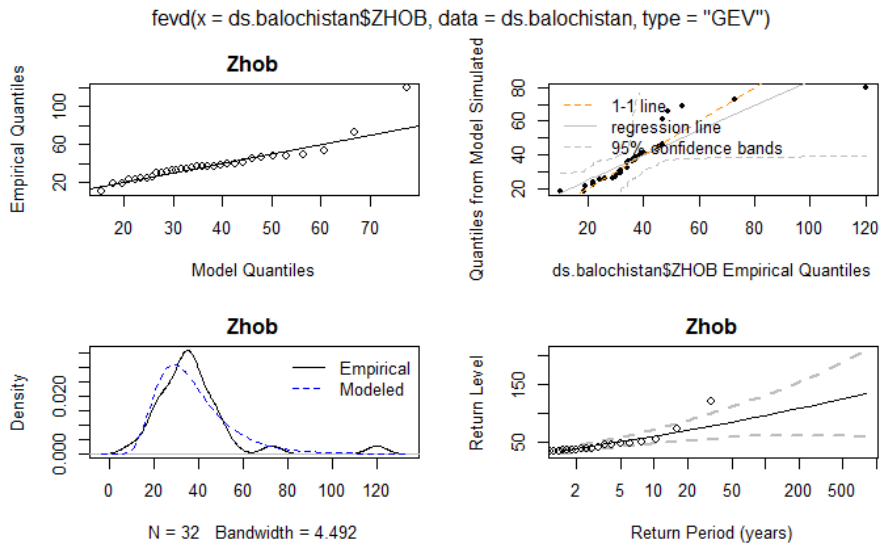 fevd(x = ds.balochistan$ZHOB, data = ds.balochistan, type = "GEV")
Zhob
Empirical Quantiles
20 60 100
20 30 40 50 60 70
Model Quantiles
Quantiles from Model Simulated
20 40 60 80
1-1 line
regression line
95% confidence bands
20 40 60 80 100 120
ds.balochistan$ZHOB Empirical Quantiles
Zhob
Density
0.000 0.020
Empirical
Modeled
0 20 40 60 80 100 120
N = 32 Bandwidth = 4.492
Zhob
Return Level
50 150
2 5 10 20 50 200 500
Return Period (years)